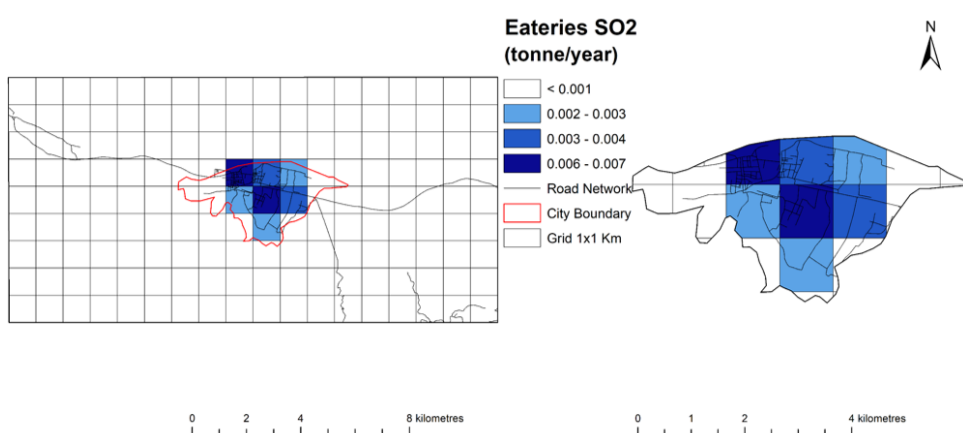 Eateries SO2
(tonne/year)
< 0.001
0.002 - 0.003
0.003 - 0.004
0.006 - 0.007
Road Network
City Boundary
Grid 1x1 Km
N
0 2 4 8 kilometres
0 2 4 kilometres